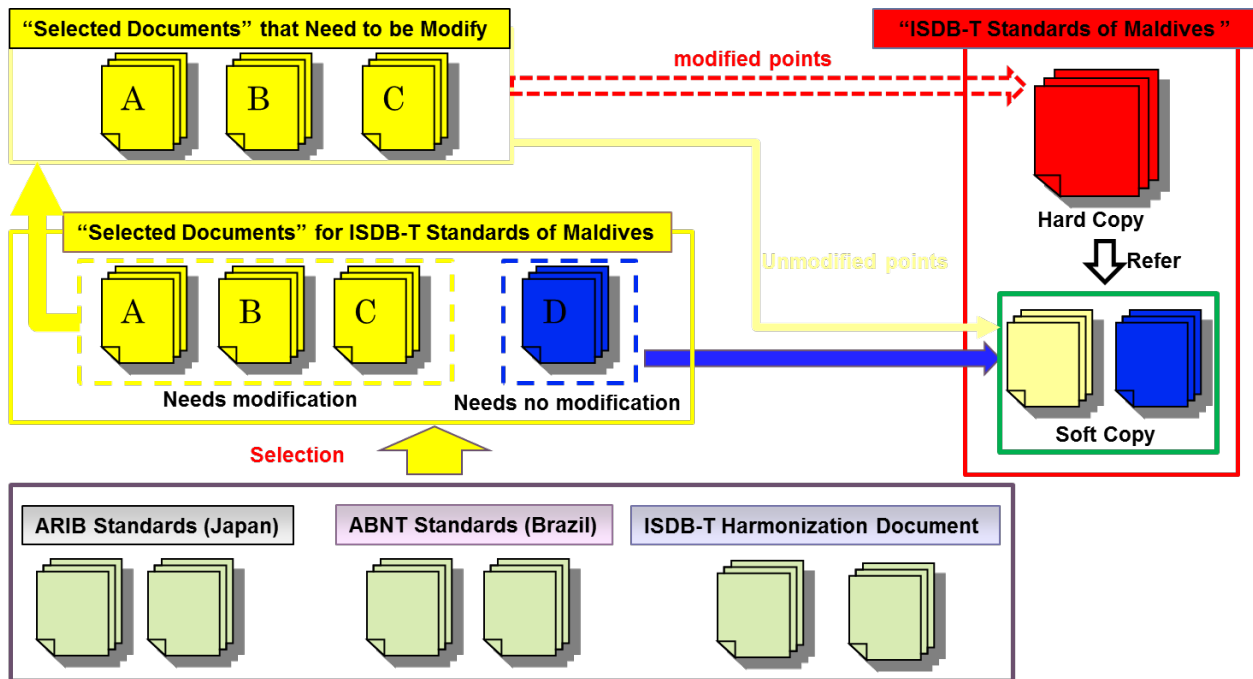 “Selected Documents” that Need to be Modify
A
B
C
modified points
“ISDB-T Standards of Maldives ”
Hard Copy
Refer
“Selected Documents” for ISDB-T Standards of Maldives
Unmodified points
A
B
C
D
Needs modification
Needs no modification
Soft Copy
Selection
ARIB Standards (Japan)
ABNT Standards (Brazil)
ISDB-T Harmonization Document